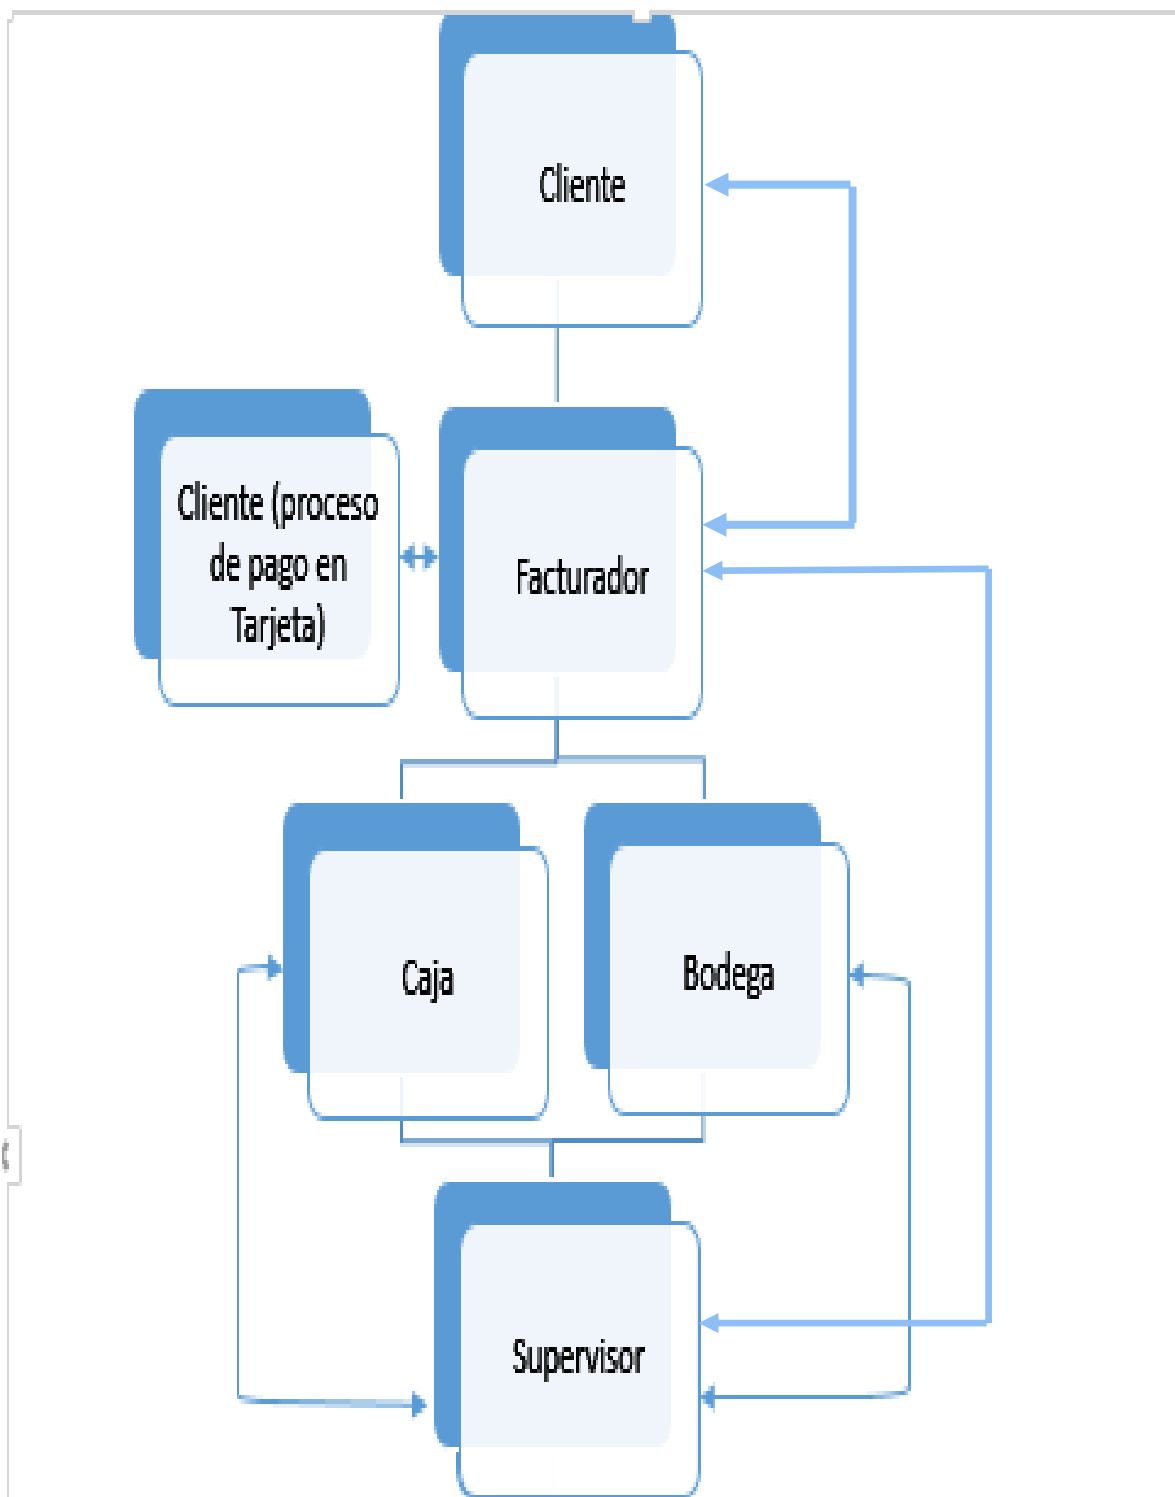 Cliente
Cliente (proceso
de pago en
Tarjeta)
Facturador
Caja
Bodega
Supervisor